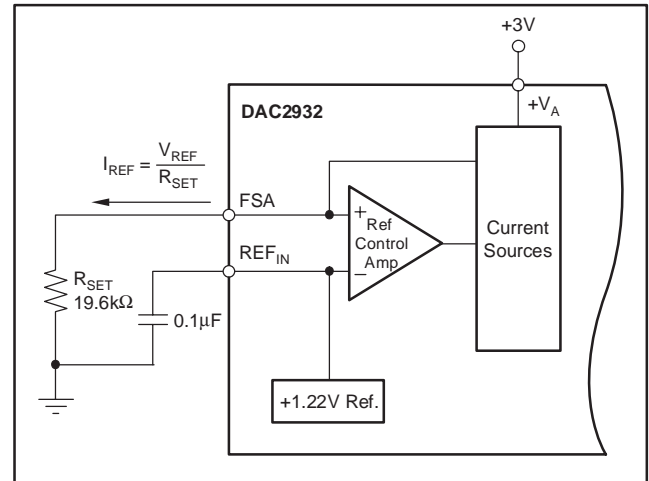 +3V
+V_A
DAC2932
I_REF = V_REF / R_SET
FSA
+
Ref
Control
Amp
−
Current
Sources
REF_IN
R_SET
19.6kΩ
0.1µF
+1.22V Ref.